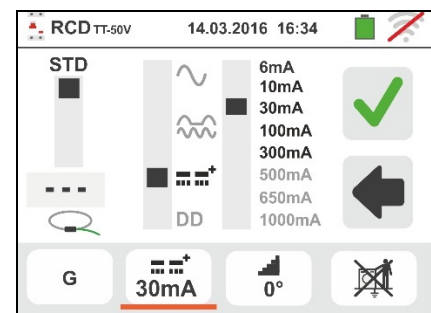 RCD TT-50V 14.03.2016 16:34
STD
6mA
10mA
30mA
100mA
300mA
500mA
650mA
1000mA
DD
- - -
G
30mA
0°